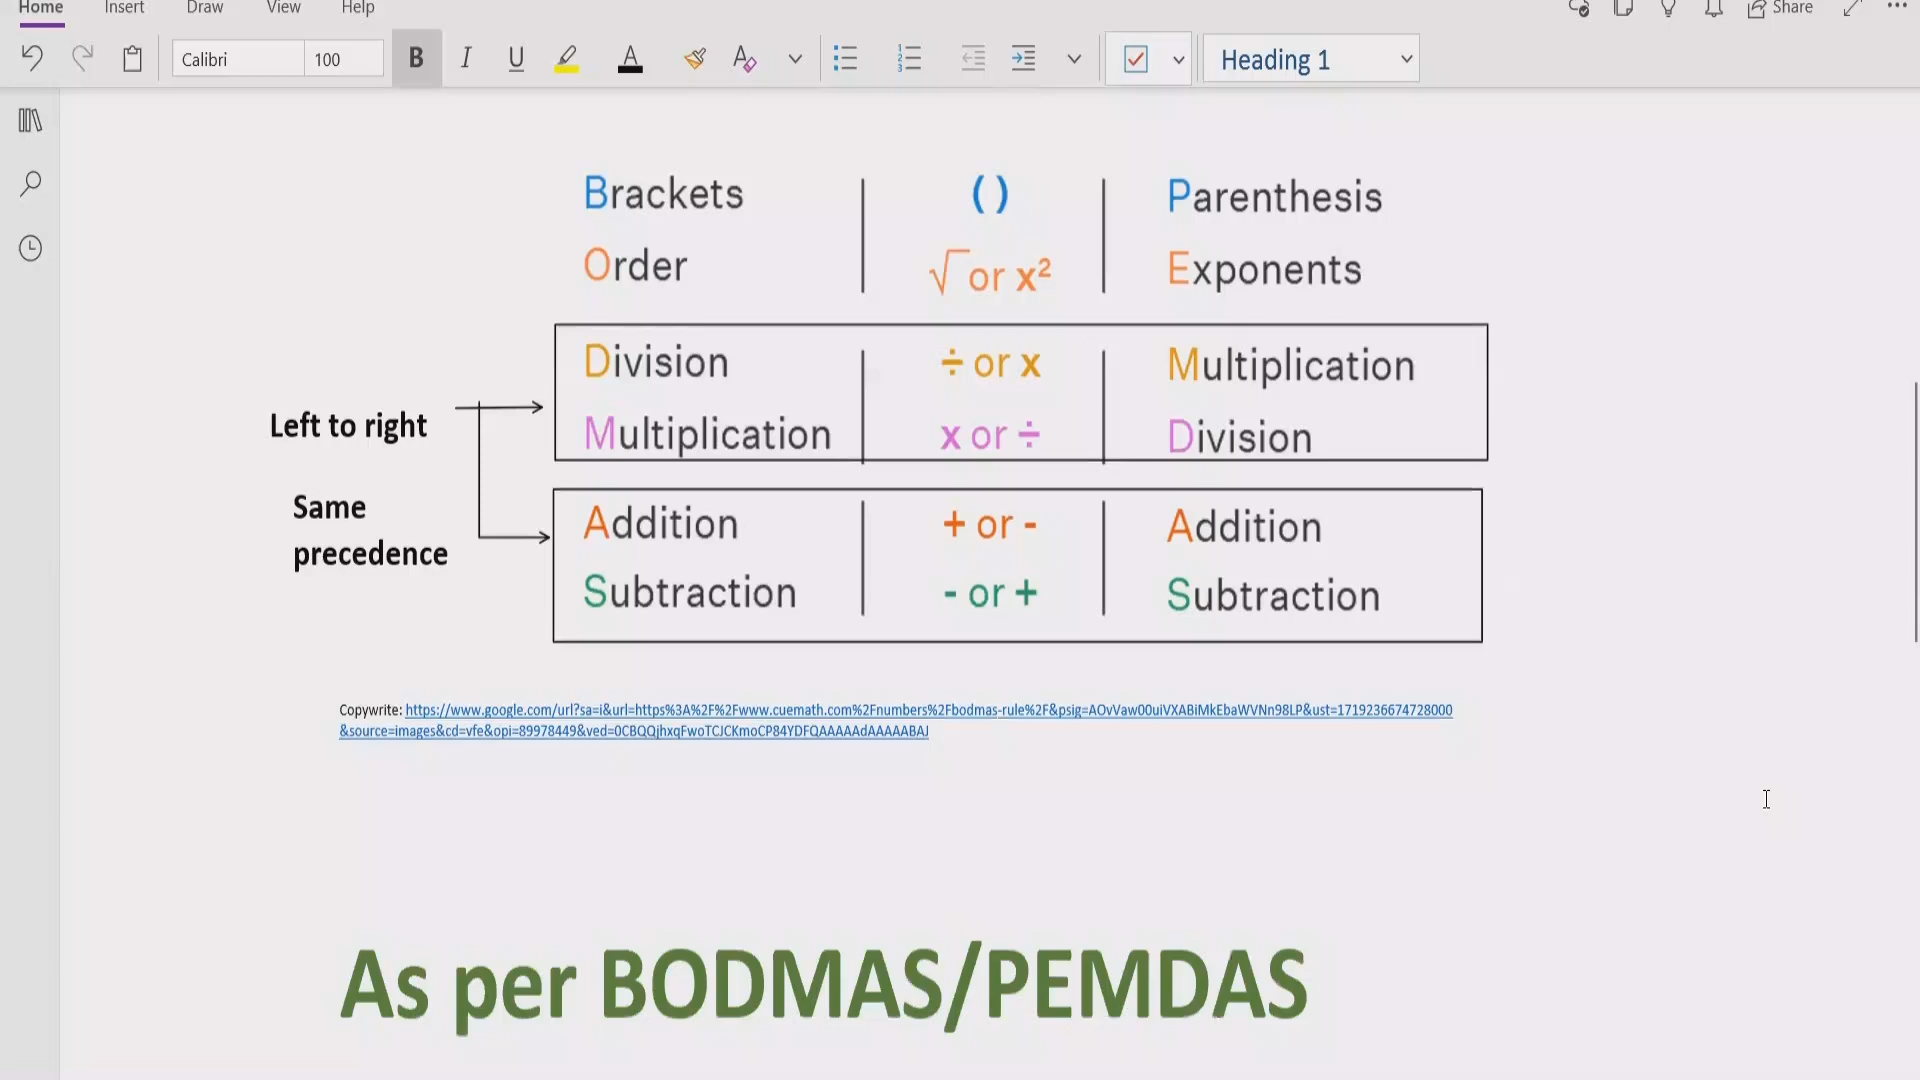 Home Insert Draw View Help Share
Calibri 100 B I U A A Heading 1
Brackets ( ) Parenthesis
Order √ or x² Exponents
Division ÷ or x Multiplication
Left to right
Multiplication x or ÷ Division
Same
precedence
Addition + or - Addition
Subtraction - or + Subtraction
Copywrite: https://www.google.com/url?sa=i&url=https%3A%2F%2Fwww.cuemath.com%2Fnumbers%2Fbodmas-rule%2F&psig=AOvVaw00uiVXABiMkEbaWVNn98LP&ust=1719236674728000
&source=images&cd=vfe&opi=89978449&ved=0CBQQjhxqFwoTCJCKmoCP84YDFQAAAAAdAAAAABAJ
As per BODMAS/PEMDAS